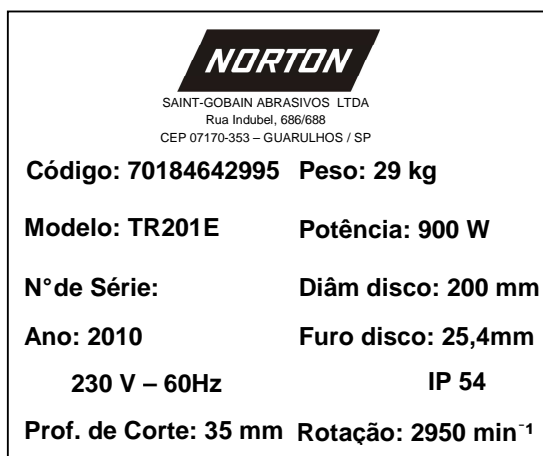 NORTON
SAINT-GOBAIN ABRASIVOS LTDA
Rua Indubel, 686/688
CEP 07170-353 – GUARULHOS / SP
Código: 70184642995 Peso: 29 kg
Modelo: TR201E Potência: 900 W
N°de Série: Diâm disco: 200 mm
Ano: 2010 Furo disco: 25,4mm
230 V – 60Hz IP 54
Prof. de Corte: 35 mm Rotação: 2950 min⁻¹